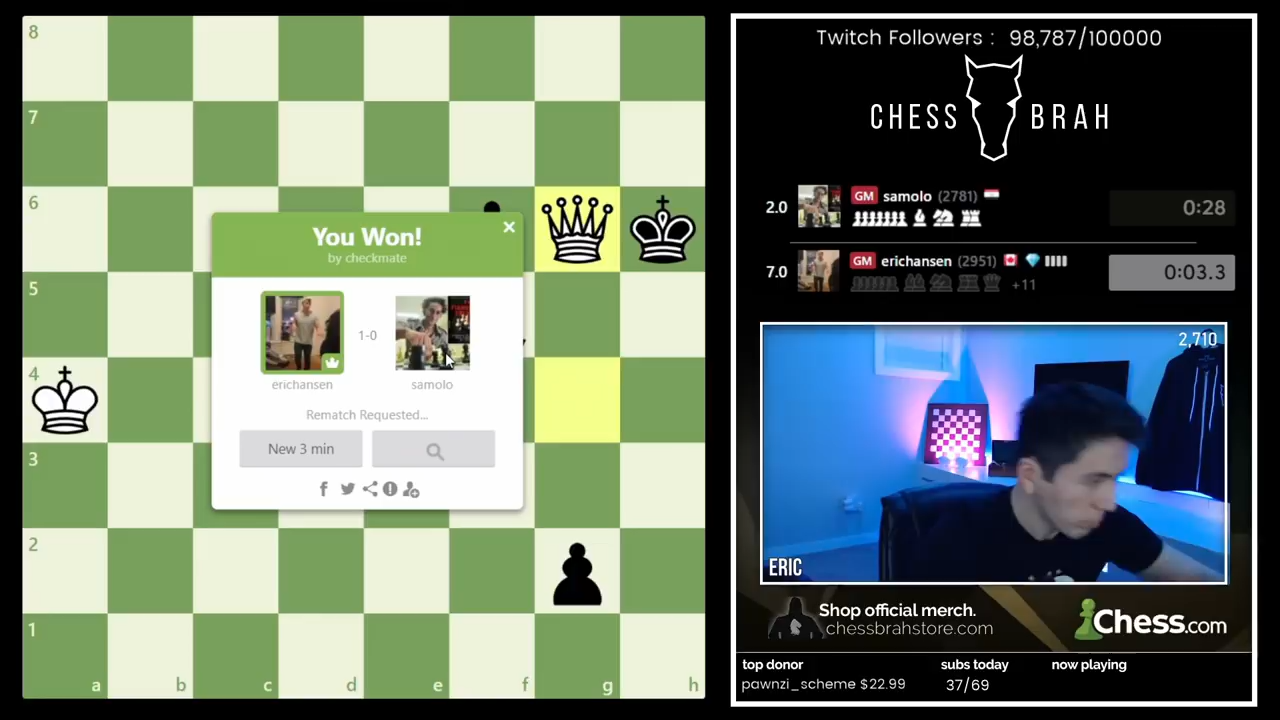 8
7
6
5
4
3
2
1
a b c d e f g h
You Won!
by checkmate
1-0
erichansen
samolo
Rematch Requested...
New 3 min
Twitch Followers : 98,787/100000
CHESS BRAH
2.0
GM samolo (2781)
0:28
7.0
GM erichansen (2951)
+11
0:03.3
2,710
ERIC
Shop official merch.
chessbrahstore.com
Chess.com
top donor
subs today
now playing
pawnzi_scheme $22.99
37/69